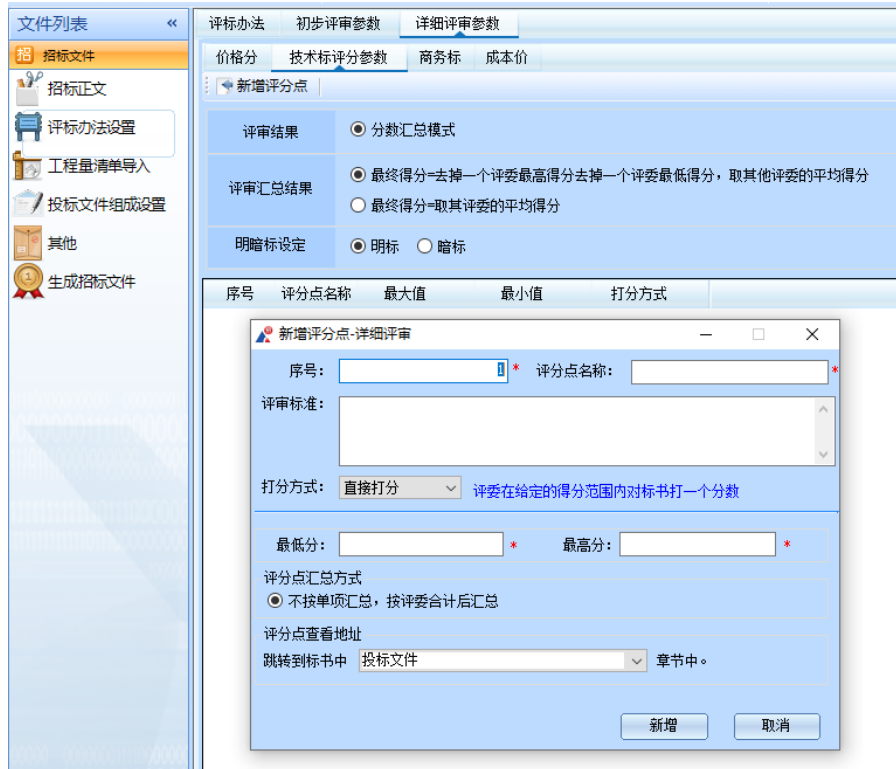 文件列表 «
招 招标文件
招标正文
评标办法设置
工程量清单导入
投标文件组成设置
其他
生成招标文件
评标办法 初步评审参数 详细评审参数
价格分 技术标评分参数 商务标 成本价
新增评分点
评审结果 分数汇总模式
评审汇总结果 最终得分=去掉一个评委最高得分去掉一个评委最低得分，取其他评委的平均得分
最终得分=取其评委的平均得分
明暗标设定 明标 暗标
序号 评分点名称 最大值 最小值 打分方式
新增评分点-详细评审
序号： 1 * 评分点名称： *
评审标准：
打分方式： 直接打分 评委在给定的得分范围内对标书打一个分数
最低分： * 最高分： *
评分点汇总方式
不按单项汇总，按评委合计后汇总
评分点查看地址
跳转到标书中 投标文件 章节中。
新增 取消